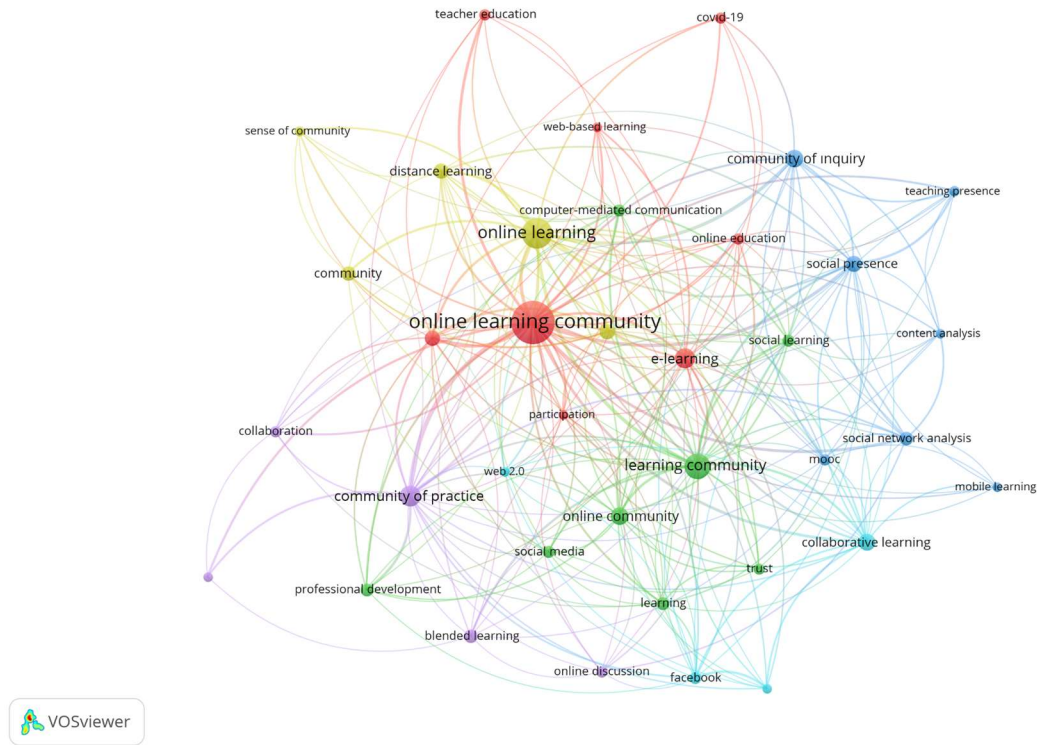 teacher education
covid-19
sense of community
web-based learning
community of inquiry
distance learning
teaching presence
computer-mediated communication
online learning
online education
social presence
community
online learning community
content analysis
social learning
e-learning
participation
collaboration
social network analysis
mooc
learning community
web 2.0
mobile learning
community of practice
online community
collaborative learning
social media
trust
professional development
learning
blended learning
online discussion
facebook
VOSviewer